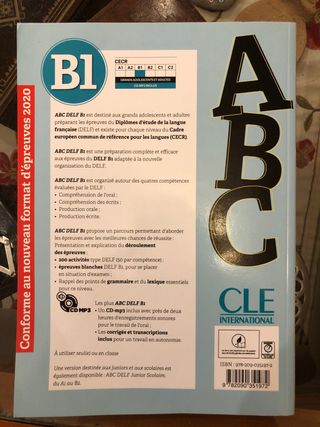 B1
CECR
A1 A2 B1 B2 C1 C2
GRANDS ADOLESCENTS ET ADULTES
CD MP3 INCLUS
ABC
Conforme au nouveau format d'épreuves 2020
ABC DELF B1 est destiné aux grands adolescents et adultes
préparant les épreuves du Diplômes d'étude de la langue
française (DELF) et existe pour chaque niveau du Cadre
européen commun de référence pour les langues (CECR).
ABC DELF B1 est une préparation complète et efficace
aux épreuves du DELF B1 adaptée à la nouvelle
organisation du DELF.
ABC DELF B1 est organisé autour des quatre compétences
évaluées par le DELF :
• Compréhension de l'oral ;
• Compréhension des écrits ;
• Production orale ;
• Production écrite.
ABC DELF B1 propose un parcours permettant d'aborder
les épreuves avec les meilleures chances de réussite :
Présentation et explication du déroulement
des épreuves :
• 200 activités type DELF (50 par compétence) ;
• épreuves blanches DELF B1, pour se placer
en situation d'examen ;
• Rappel des points de grammaire et du lexique essentiels
pour ce niveau.
CD MP3
Les plus ABC DELF B1
• Un CD-mp3 inclus avec près de deux
heures d'enregistrements sonores
pour le travail de l'oral ;
• Les corrigés et transcriptions
inclus pour un travail en autonomie.
À utiliser seul(e) ou en classe
Une version destinée aux juniors et aux scolaires est
également disponible : ABC DELF Junior Scolaire,
du A1 au B2.
CLE
INTERNATIONAL
ISBN : 978-209-035197-2
9 782090 351972